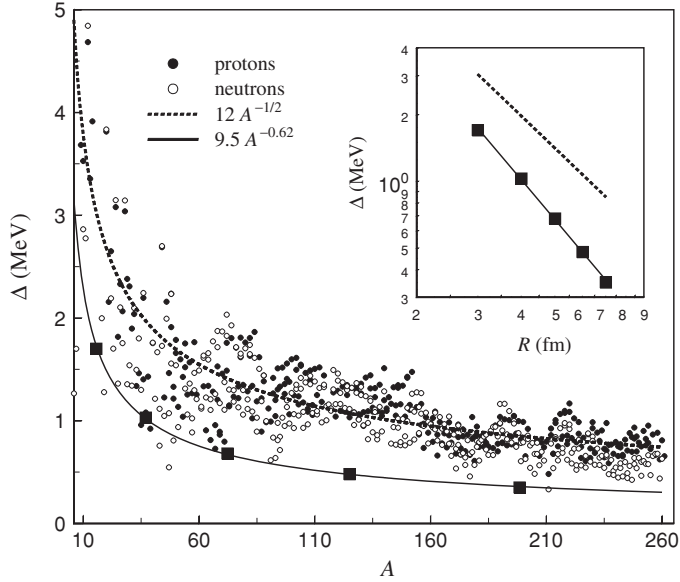 5
4
3
2
1
0
Δ (MeV)
10 60 110 160 210 260
A
protons
neutrons
12 A^{−1/2}
9.5 A^{−0.62}
4
3
2
10^0
9
8
7
6
5
4
3
Δ (MeV)
2 3 4 5 6 7 8 9
R (fm)